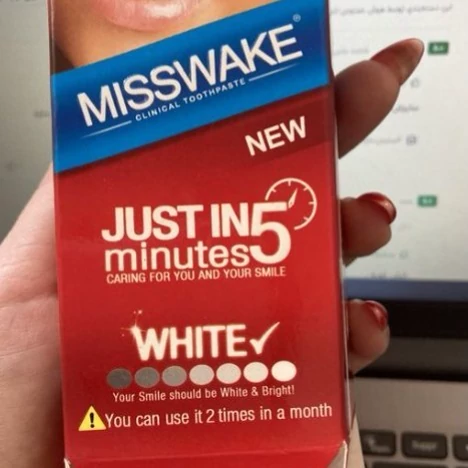 MISSWAKE®
CLINICAL TOOTHPASTE
NEW
JUST IN 5
minutes
CARING FOR YOU AND YOUR SMILE
WHITE
Your Smile should be White & Bright!
You can use it 2 times in a month